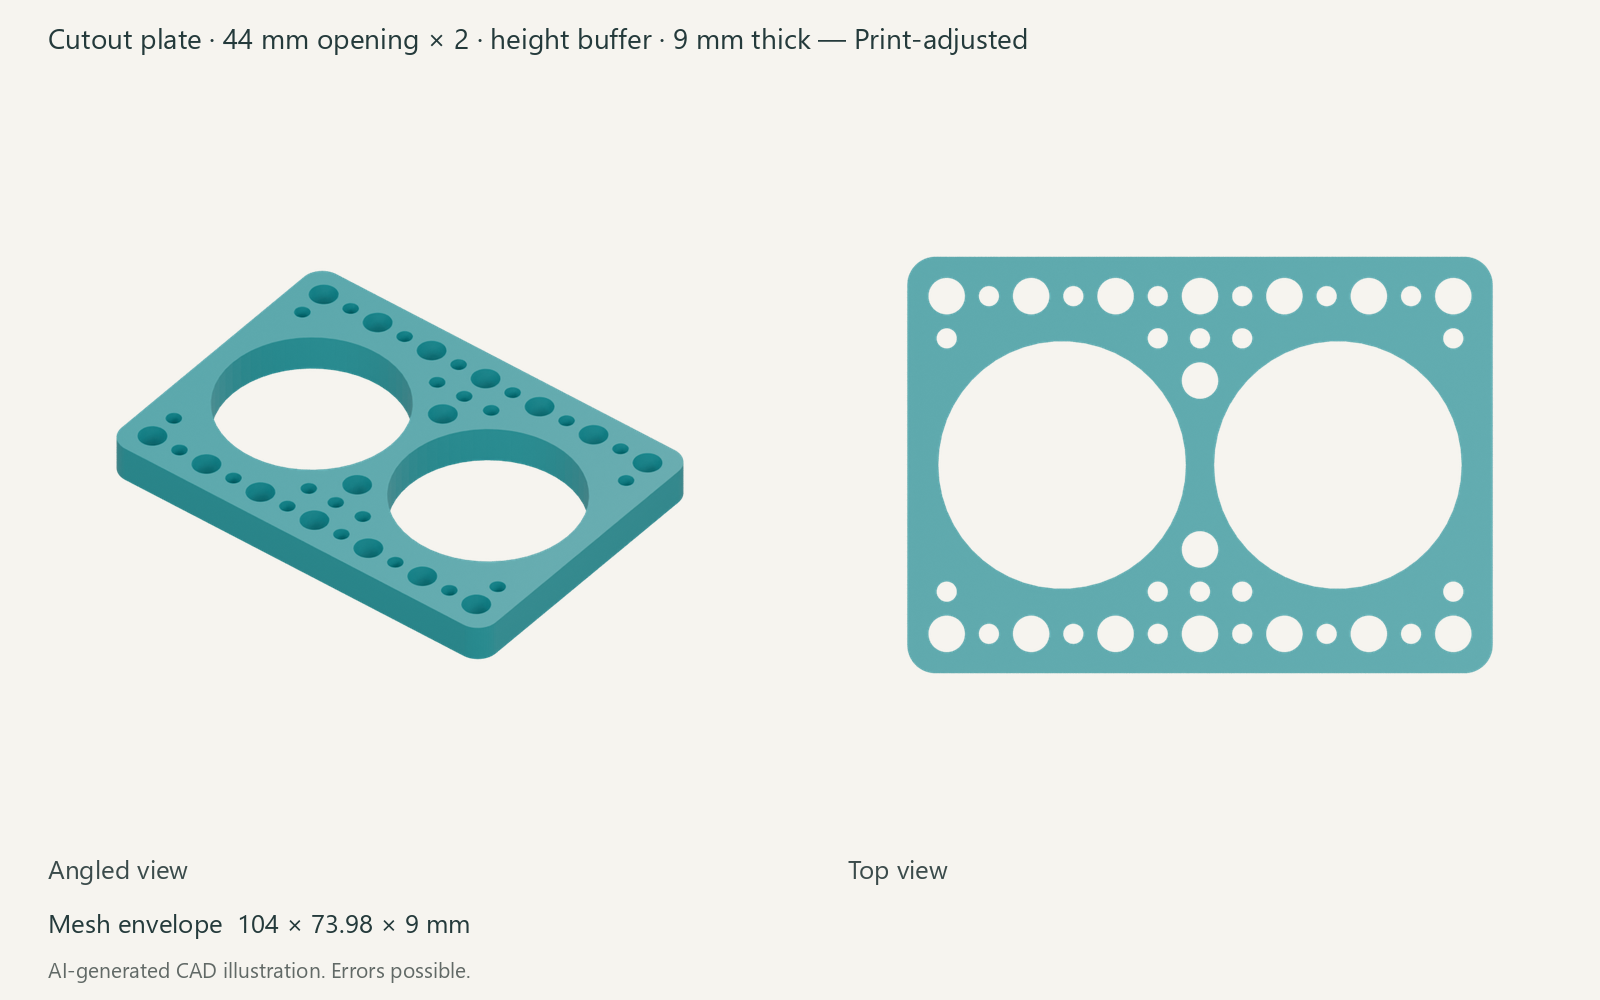 Cutout plate · 44 mm opening × 2 · height buffer · 9 mm thick — Print-adjusted
Angled view
Top view
Mesh envelope 104 × 73.98 × 9 mm
AI-generated CAD illustration. Errors possible.